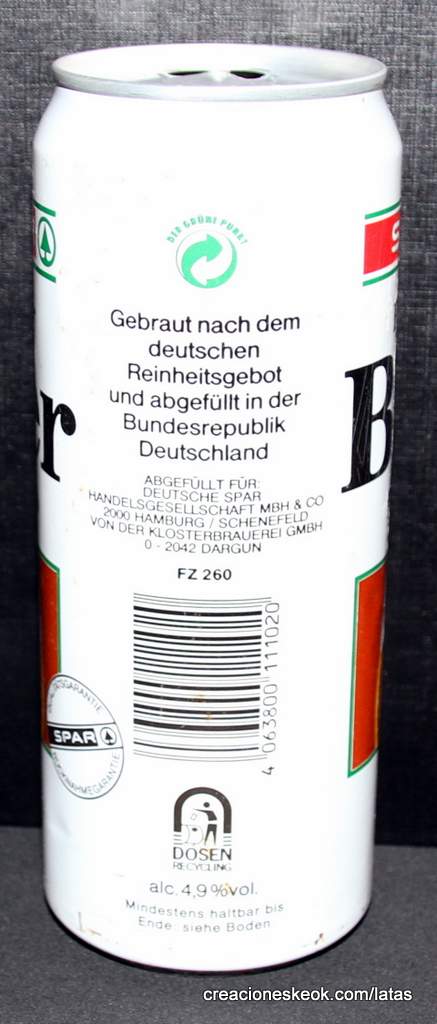 DER GRÜNE PUNKT
Gebraut nach dem
deutschen
Reinheitsgebot
und abgefüllt in der
Bundesrepublik
Deutschland
ABGEFÜLLT FÜR:
DEUTSCHE SPAR
HANDELSGESELLSCHAFT MBH & CO
2000 HAMBURG / SCHENEFELD
VON DER KLOSTERBRAUEREI GMBH
O - 2042 DARGUN
FZ 260
4 063800 111020
SPAR
RÜCKNAHMEGARANTIE
DOSEN
RECYCLING
alc. 4,9 %vol.
Mindestens haltbar bis
Ende: siehe Boden.
er
S
B
creacioneskeok.com/latas